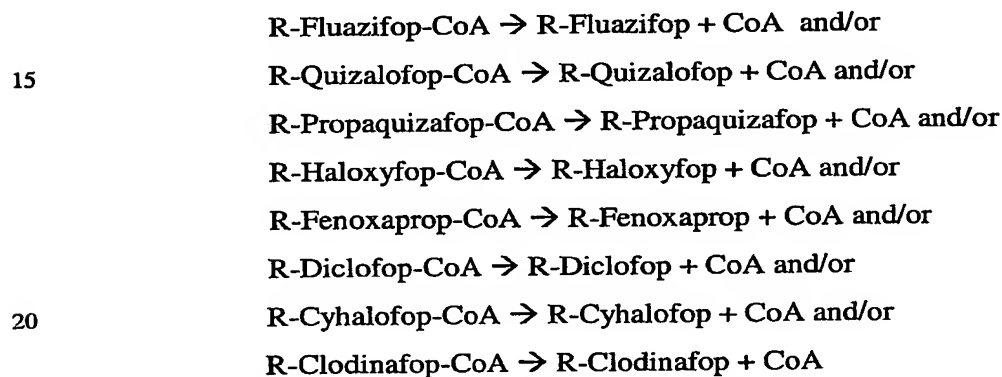 R-Fluazifop-CoA → R-Fluazifop + CoA and/or
15 R-Quizalofop-CoA → R-Quizalofop + CoA and/or
R-Propaquizafop-CoA → R-Propaquizafop + CoA and/or
R-Haloxyfop-CoA → R-Haloxyfop + CoA and/or
R-Fenoxaprop-CoA → R-Fenoxaprop + CoA and/or
R-Diclofop-CoA → R-Diclofop + CoA and/or
20 R-Cyhalofop-CoA → R-Cyhalofop + CoA and/or
R-Clodinafop-CoA → R-Clodinafop + CoA